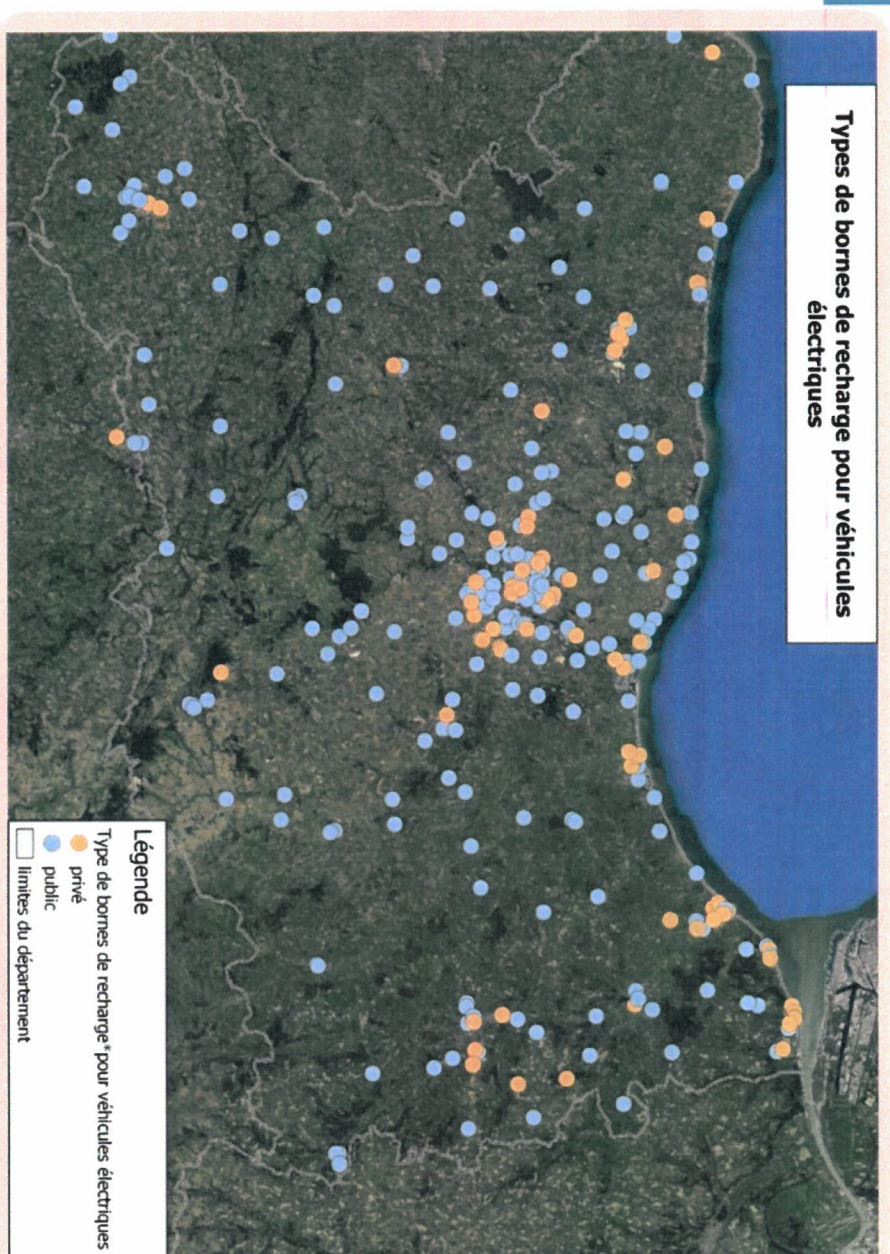 Types de bornes de recharge pour véhicules
électriques
Légende
Type de bornes de recharge*pour véhicules électriques
privé
public
limites du département